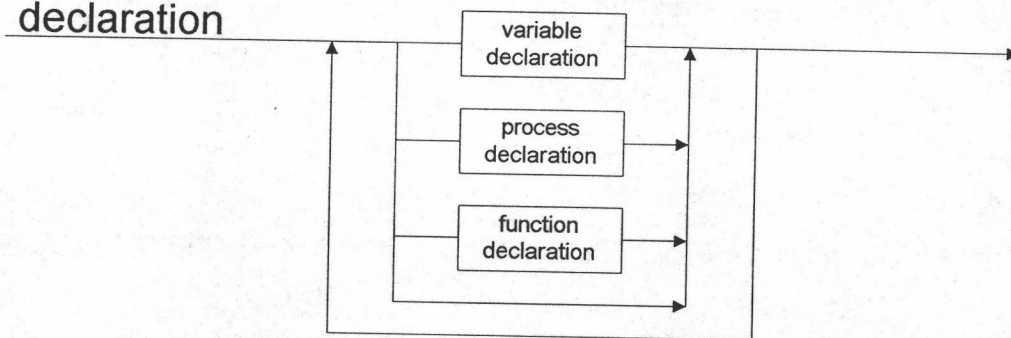 declaration
variable
declaration
process
declaration
function
declaration